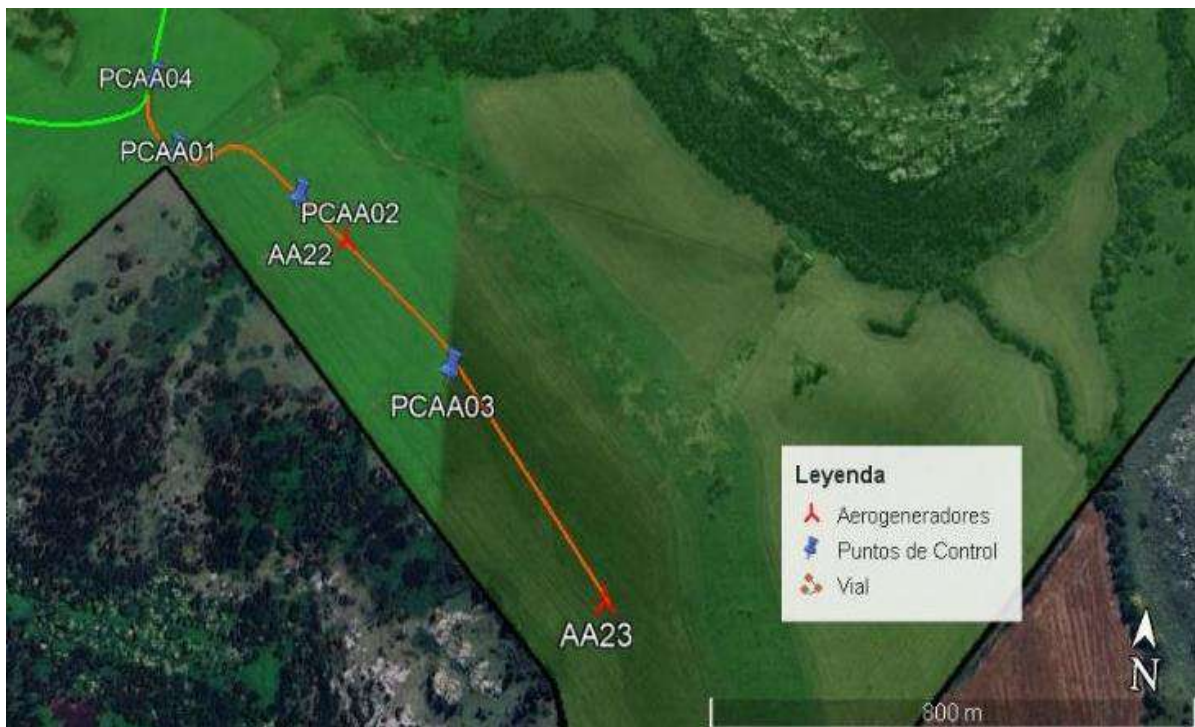 PCAA04
PCAA01
PCAA02
AA22
PCAA03
AA23
Leyenda
Aerogeneradores
Puntos de Control
Vial
N
800 m